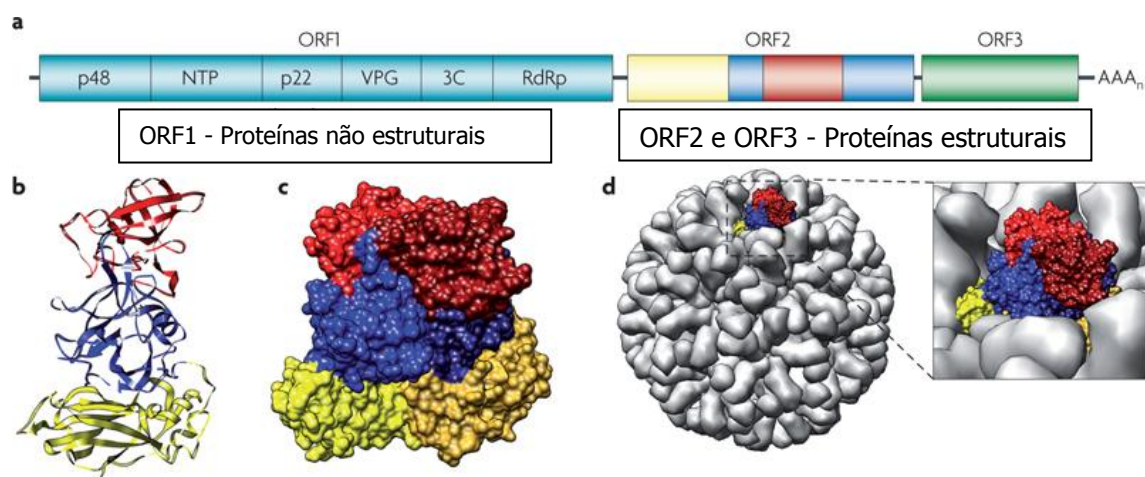 a
ORF1 ORF2 ORF3
p48 NTP p22 VPG 3C RdRp AAAn
ORF1 - Proteínas não estruturais ORF2 e ORF3 - Proteínas estruturais
b c d